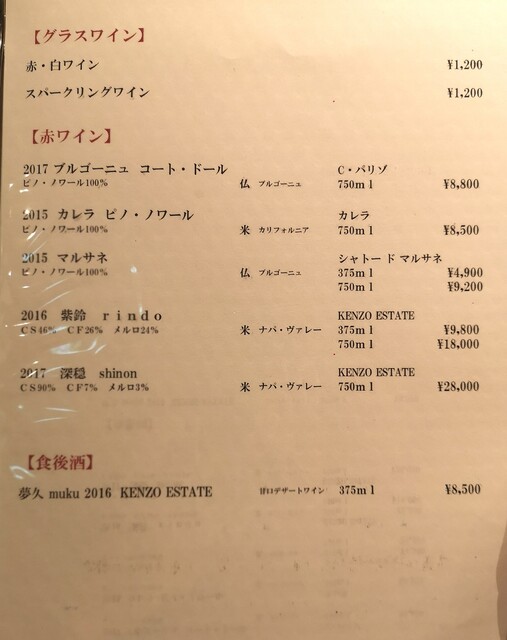 【グラスワイン】
赤・白ワイン ¥1,200
スパークリングワイン ¥1,200
【赤ワイン】
2017 ブルゴーニュ コート・ドール C・パリゾ
ピノ・ノワール100% 仏 ブルゴーニュ 750ml ¥8,800
2015 カレラ ピノ・ノワール カレラ
ピノ・ノワール100% 米 カリフォルニア 750ml ¥8,500
2015 マルサネ シャトー ド マルサネ
ピノ・ノワール100% 仏 ブルゴーニュ 375ml ¥4,900
750ml ¥9,200
2016 紫鈴 rindo KENZO ESTATE
CS46% CF26% メルロ24% 米 ナパ・ヴァレー 375ml ¥9,800
750ml ¥18,000
2017 深穏 shinon KENZO ESTATE
CS90% CF7% メルロ3% 米 ナパ・ヴァレー 750ml ¥28,000
【食後酒】
夢久 muku 2016 KENZO ESTATE 甘口デザートワイン 375ml ¥8,500